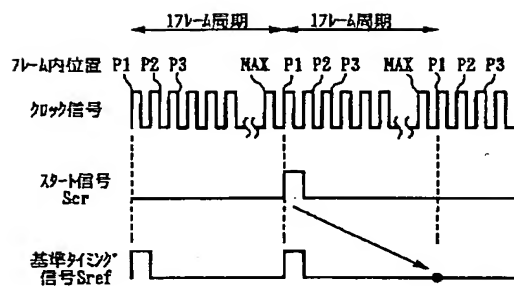 1フレーム周期 1フレーム周期
フレーム内位置 P1 P2 P3 MAX P1 P2 P3 MAX P1 P2 P3
クロック信号
スタート信号
Scr
基準タイミング
信号Sref